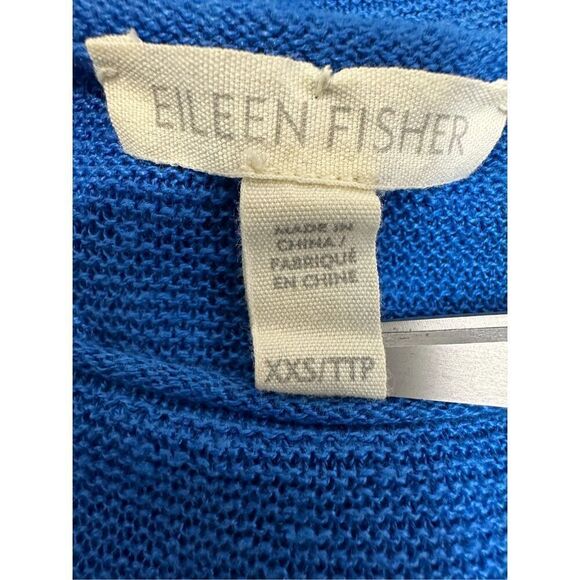 EILEEN FISHER
MADE IN
CHINA/
FABRIQUÉ
EN CHINE
XXS/TTP